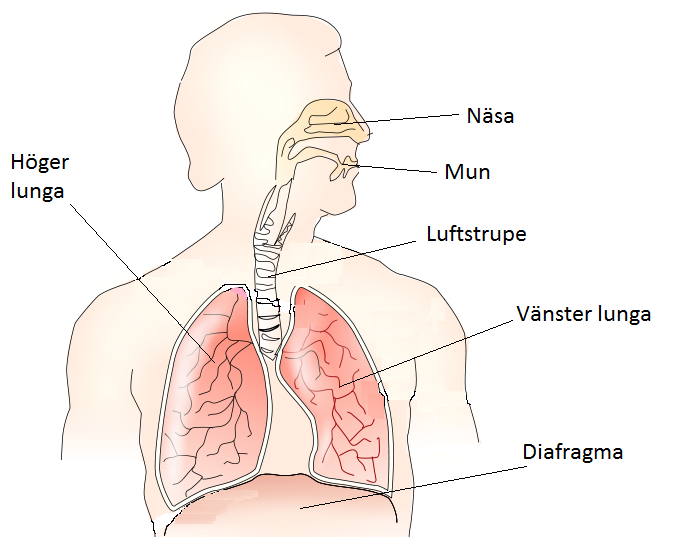 Näsa
Mun
Höger
lunga
Luftstrupe
Vänster lunga
Diafragma